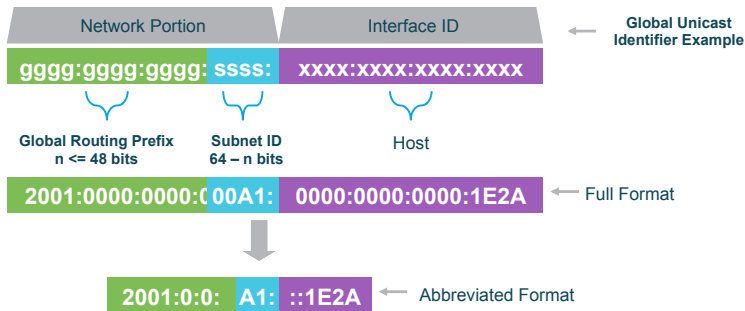 Network Portion
Interface ID
Global Unicast
Identifier Example
gggg:gggg:gggg:
ssss:
xxxx:xxxx:xxxx:xxxx
Global Routing Prefix
n <= 48 bits
Subnet ID
64 – n bits
Host
2001:0000:0000:0
00A1:
0000:0000:0000:1E2A
Full Format
2001:0:0:
A1:
::1E2A
Abbreviated Format